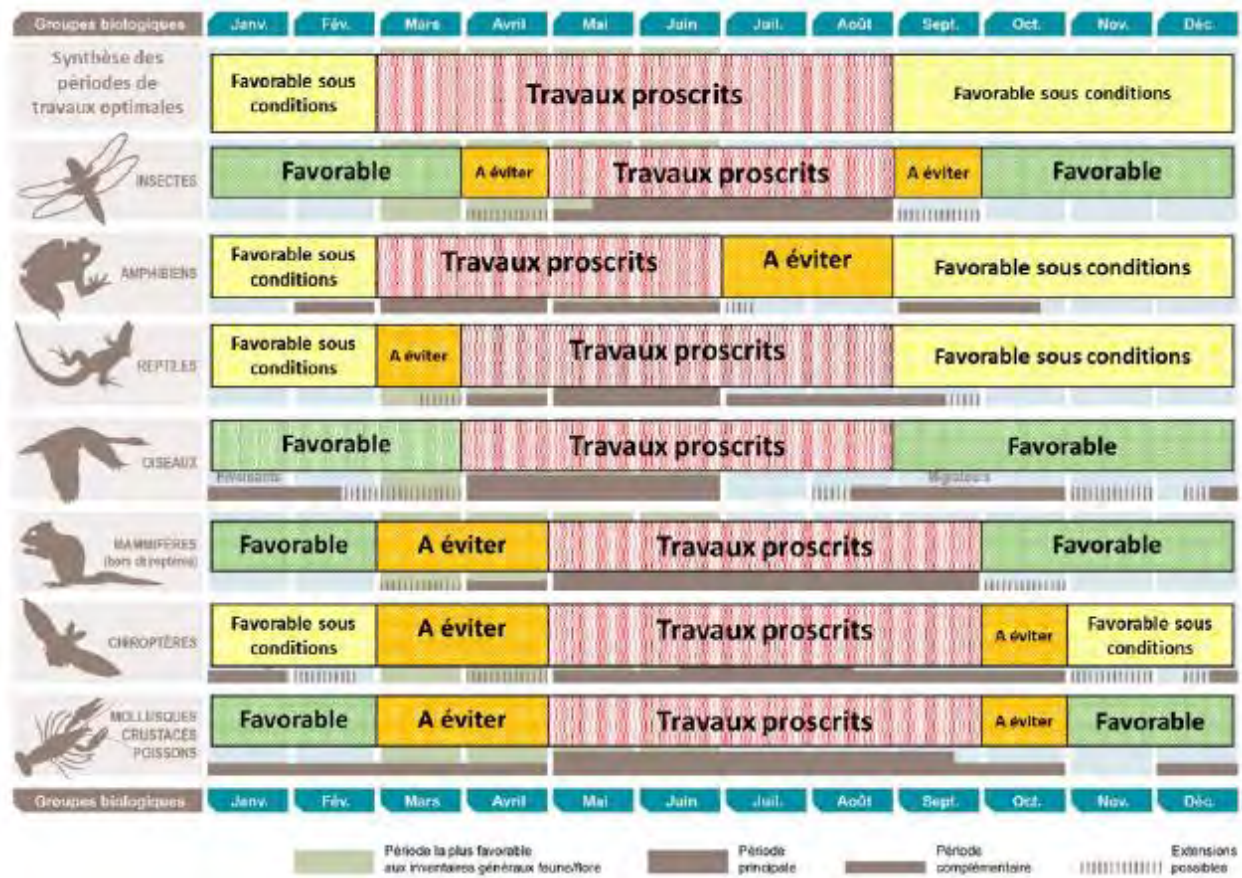 Groupes biologiques Janv. Fév. Mars Avril Mai Juin Juil. Août Sept. Oct. Nov. Déc.
Synthèse des
périodes de
travaux optimales
Favorable sous
conditions
Travaux proscrits
Favorable sous conditions
INSECTES
Favorable
A éviter
Travaux proscrits
A éviter
Favorable
AMPHIBIENS
Favorable sous
conditions
Travaux proscrits
A éviter
Favorable sous conditions
REPTILES
Favorable sous
conditions
A éviter
Travaux proscrits
Favorable sous conditions
OISEAUX
Favorable
Travaux proscrits
Favorable
Hivernants
Migrateurs
MAMMIFÈRES
(hors chiroptères)
Favorable
A éviter
Travaux proscrits
Favorable
CHIROPTÈRES
Favorable sous
conditions
A éviter
Travaux proscrits
A éviter
Favorable sous
conditions
MOLLUSQUES
CRUSTACÉS
POISSONS
Favorable
A éviter
Travaux proscrits
A éviter
Favorable
Groupes biologiques Janv. Fév. Mars Avril Mai Juin Juil. Août Sept. Oct. Nov. Déc.
Période la plus favorable
aux inventaires généraux faune/flore
Période
principale
Période
complémentaire
Extensions
possibles